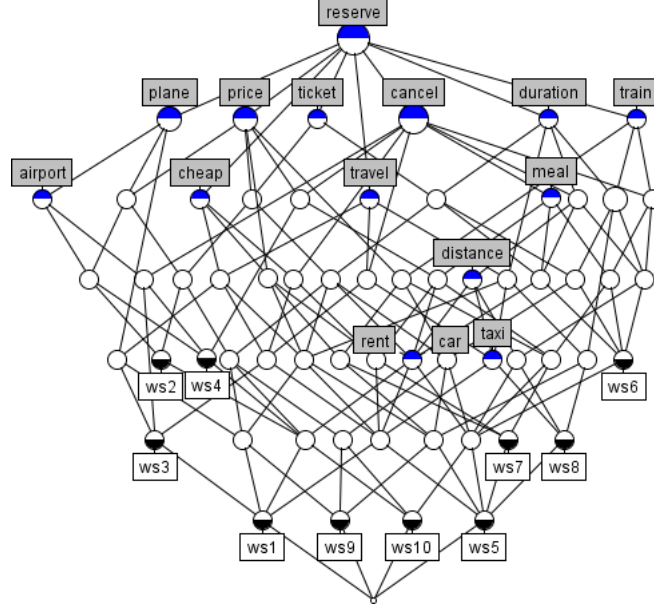 reserve
plane
price
ticket
cancel
duration
train
airport
cheap
travel
meal
distance
rent
car
taxi
ws2
ws4
ws6
ws3
ws7
ws8
ws1
ws9
ws10
ws5